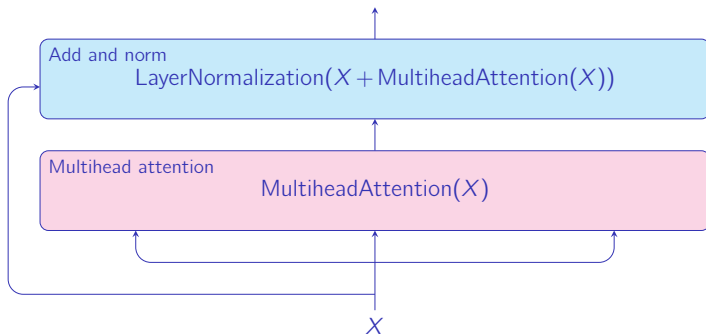 Add and norm
LayerNormalization(X + MultiheadAttention(X))
Multihead attention
MultiheadAttention(X)
X